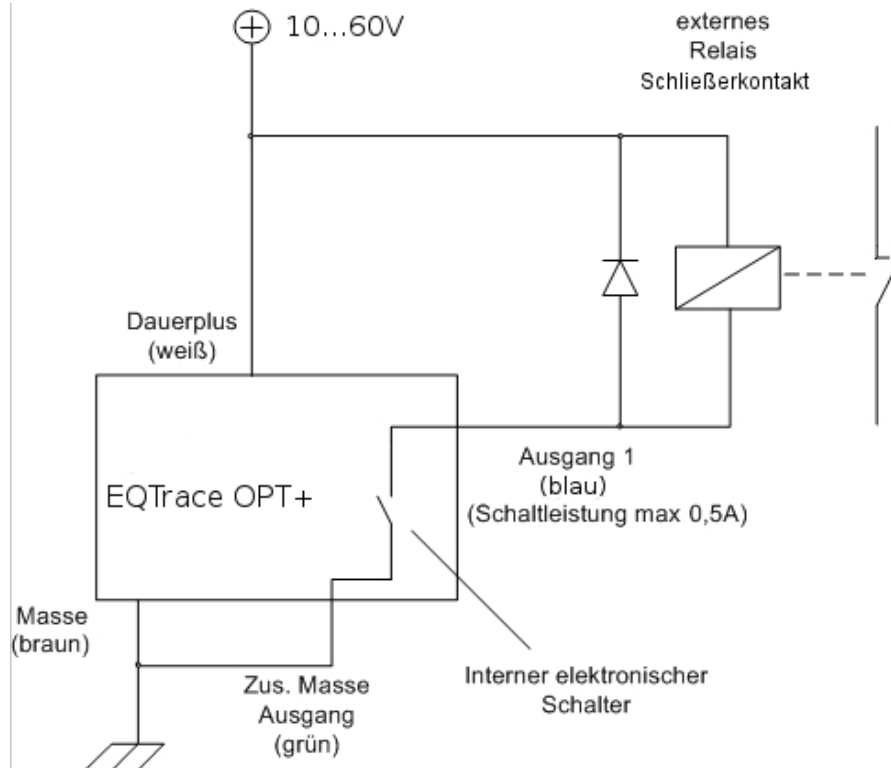 10...60V
externes
Relais
Schließerkontakt
Dauerplus
(weiß)
EQTrace OPT+
Ausgang 1
(blau)
(Schaltleistung max 0,5A)
Masse
(braun)
Zus. Masse
Ausgang
(grün)
Interner elektronischer
Schalter